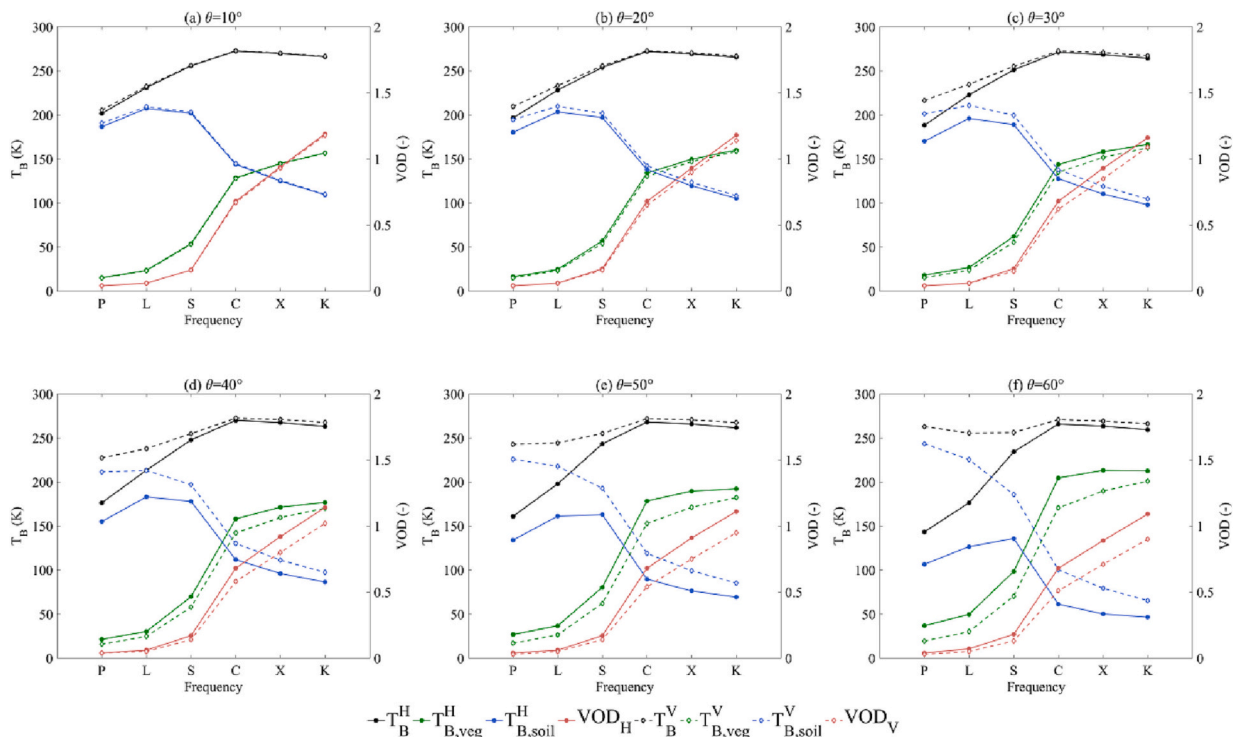 (a) θ=10° (b) θ=20° (c) θ=30°
300 2 300 2 300 2
250 250 250
200 1.5 200 1.5 200 1.5
T_B (K) 150 1 VOD (-) T_B (K) 150 1 VOD (-) T_B (K) 150 1 VOD (-)
100 100 100
50 0.5 50 0.5 50 0.5
0 0 0 0 0 0
P L S C X K P L S C X K P L S C X K
Frequency Frequency Frequency
(d) θ=40° (e) θ=50° (f) θ=60°
300 2 300 2 300 2
250 250 250
200 1.5 200 1.5 200 1.5
T_B (K) 150 1 VOD (-) T_B (K) 150 1 VOD (-) T_B (K) 150 1 VOD (-)
100 100 100
50 0.5 50 0.5 50 0.5
0 0 0 0 0 0
P L S C X K P L S C X K P L S C X K
Frequency Frequency Frequency
T_B^H T_B,veg^H T_B,soil^H VOD_H T_B^V T_B,veg^V T_B,soil^V VOD_V